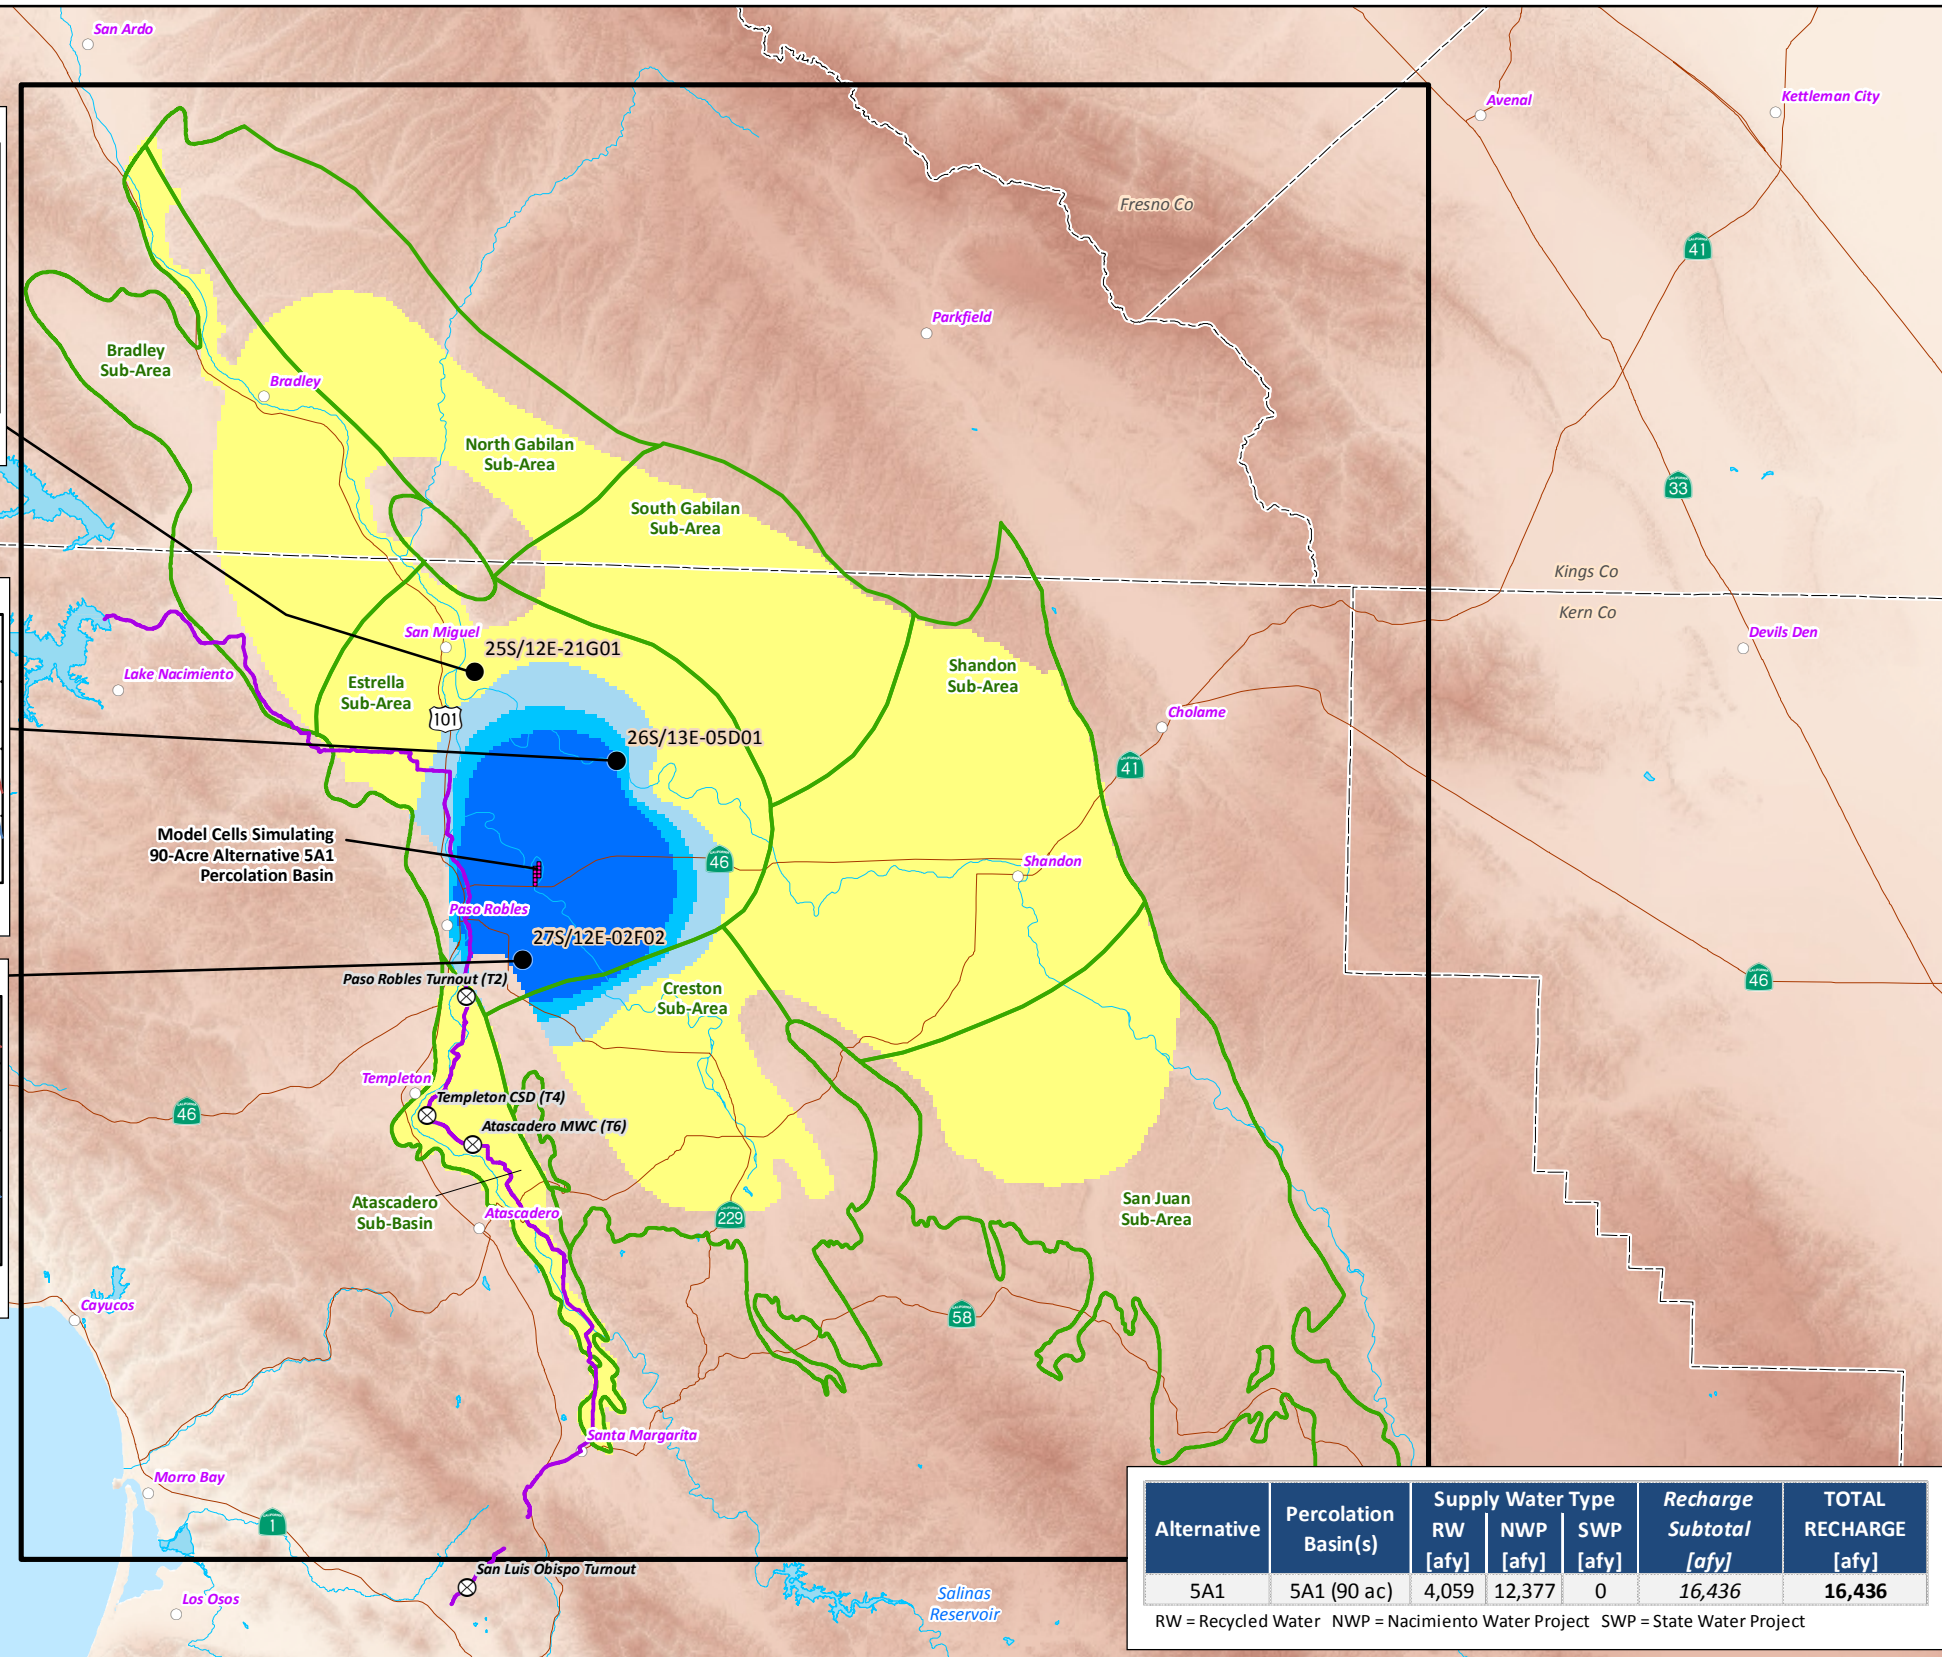 San Ardo
Avenal
Kettleman City
Fresno Co
41
Parkfield
Bradley
Sub-Area
Bradley
North Gabilan
Sub-Area
South Gabilan
Sub-Area
33
Kings Co
Kern Co
San Miguel
25S/12E-21G01
Devils Den
Lake Nacimiento
Estrella
Sub-Area
Shandon
Sub-Area
101
Cholame
26S/13E-05D01
41
Model Cells Simulating
90-Acre Alternative 5A1
Percolation Basin
46
Shandon
Paso Robles
27S/12E-02F02
Paso Robles Turnout (T2)
Creston
Sub-Area
46
Templeton
Templeton CSD (T4)
46
Atascadero MWC (T6)
Atascadero
Sub-Basin
Atascadero
229
San Juan
Sub-Area
Cayucos
58
Santa Margarita
Morro Bay
1
San Luis Obispo Turnout
Los Osos
Salinas
Reservoir
Alternative Percolation Basin(s) Supply Water Type Recharge Subtotal [afy] TOTAL RECHARGE [afy]
RW [afy] NWP [afy] SWP [afy]
5A1 5A1 (90 ac) 4,059 12,377 0 16,436 16,436
RW = Recycled Water NWP = Nacimiento Water Project SWP = State Water Project